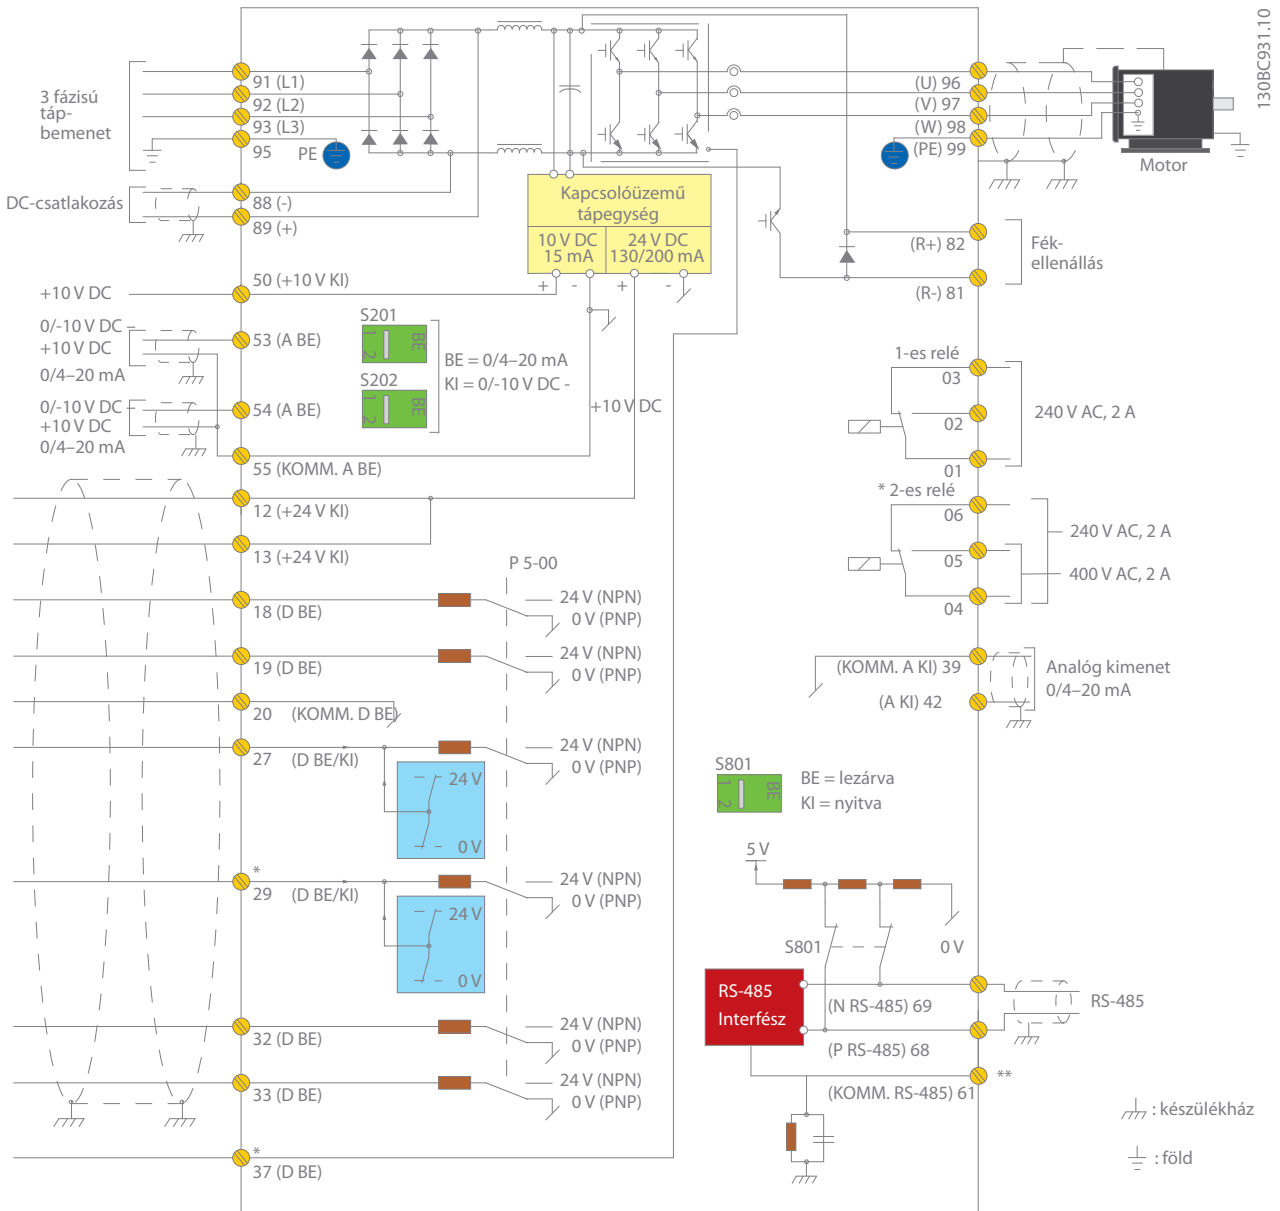 130BC931.10
3 fázisú
táp-
bemenet
91 (L1)
92 (L2)
93 (L3)
95
PE
DC-csatlakozás
88 (-)
89 (+)
Kapcsolóüzemű
tápegység
10 V DC
15 mA
24 V DC
130/200 mA
+ - + -
(U) 96
(V) 97
(W) 98
(PE) 99
Motor
(R+) 82
(R-) 81
Fék-
ellenállás
+10 V DC
50 (+10 V KI)
0/-10 V DC -
+10 V DC
0/4–20 mA
53 (A BE)
0/-10 V DC -
+10 V DC
0/4–20 mA
54 (A BE)
55 (KOMM. A BE)
S201
1 2 BE
S202
1 2 BE
BE = 0/4–20 mA
KI = 0/-10 V DC -
+10 V DC
1-es relé
03
02
01
240 V AC, 2 A
* 2-es relé
06
05
04
240 V AC, 2 A
400 V AC, 2 A
12 (+24 V KI)
13 (+24 V KI)
P 5-00
18 (D BE)
24 V (NPN)
0 V (PNP)
19 (D BE)
24 V (NPN)
0 V (PNP)
20 (KOMM. D BE)
27 (D BE/KI)
24 V (NPN)
0 V (PNP)
24 V
0 V
*
29 (D BE/KI)
24 V (NPN)
0 V (PNP)
24 V
0 V
32 (D BE)
24 V (NPN)
0 V (PNP)
33 (D BE)
24 V (NPN)
0 V (PNP)
*
37 (D BE)
(KOMM. A KI) 39
(A KI) 42
Analóg kimenet
0/4–20 mA
S801
1 2 BE
BE = lezárva
KI = nyitva
5 V
S801
0 V
RS-485
Interfész
(N RS-485) 69
(P RS-485) 68
(KOMM. RS-485) 61
**
RS-485
: készülékház
: föld